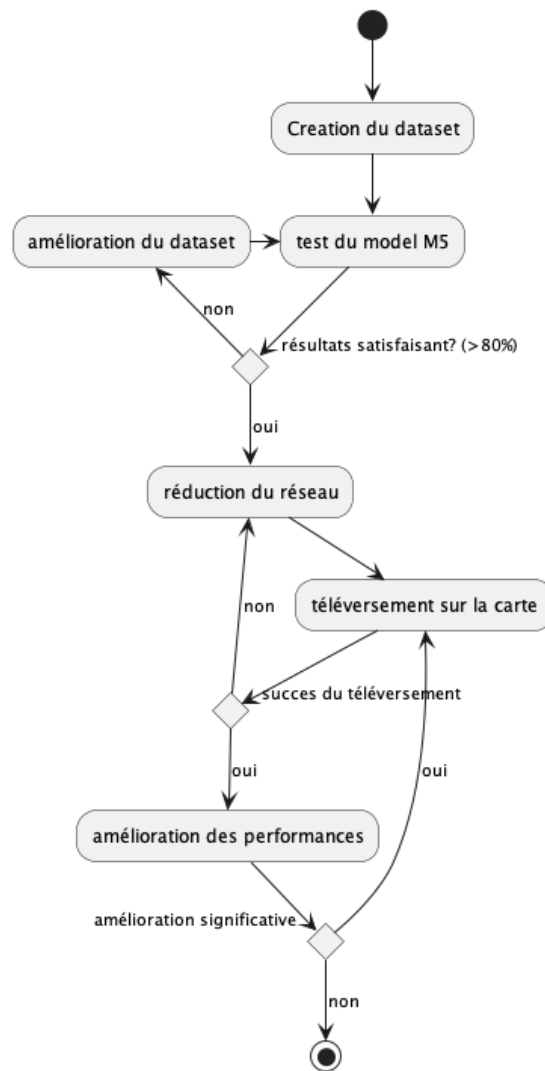 Creation du dataset
amélioration du dataset
test du model M5
non
résultats satisfaisant? (>80%)
oui
réduction du réseau
non
téléversement sur la carte
succes du téléversement
oui
oui
amélioration des performances
amélioration significative
non